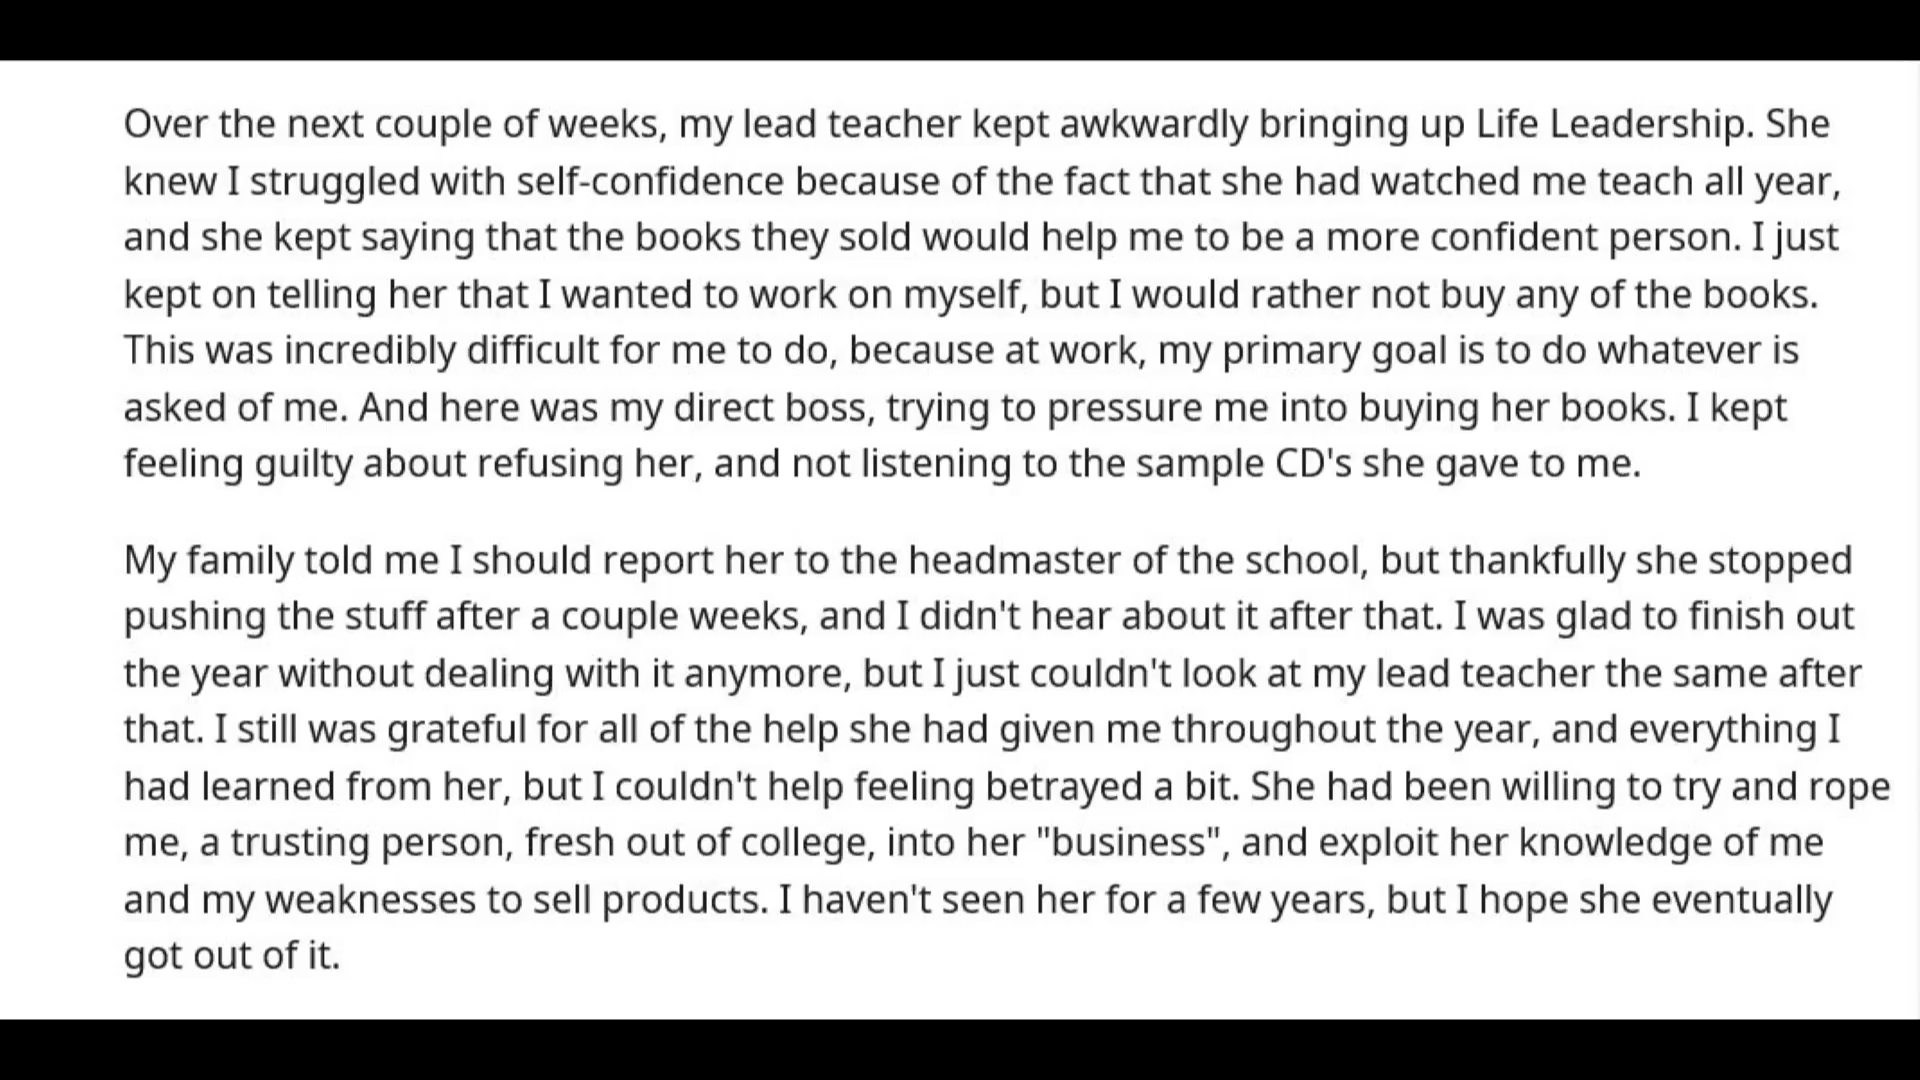 Over the next couple of weeks, my lead teacher kept awkwardly bringing up Life Leadership. She
knew I struggled with self-confidence because of the fact that she had watched me teach all year,
and she kept saying that the books they sold would help me to be a more confident person. I just
kept on telling her that I wanted to work on myself, but I would rather not buy any of the books.
This was incredibly difficult for me to do, because at work, my primary goal is to do whatever is
asked of me. And here was my direct boss, trying to pressure me into buying her books. I kept
feeling guilty about refusing her, and not listening to the sample CD's she gave to me.
My family told me I should report her to the headmaster of the school, but thankfully she stopped
pushing the stuff after a couple weeks, and I didn't hear about it after that. I was glad to finish out
the year without dealing with it anymore, but I just couldn't look at my lead teacher the same after
that. I still was grateful for all of the help she had given me throughout the year, and everything I
had learned from her, but I couldn't help feeling betrayed a bit. She had been willing to try and rope
me, a trusting person, fresh out of college, into her "business", and exploit her knowledge of me
and my weaknesses to sell products. I haven't seen her for a few years, but I hope she eventually
got out of it.